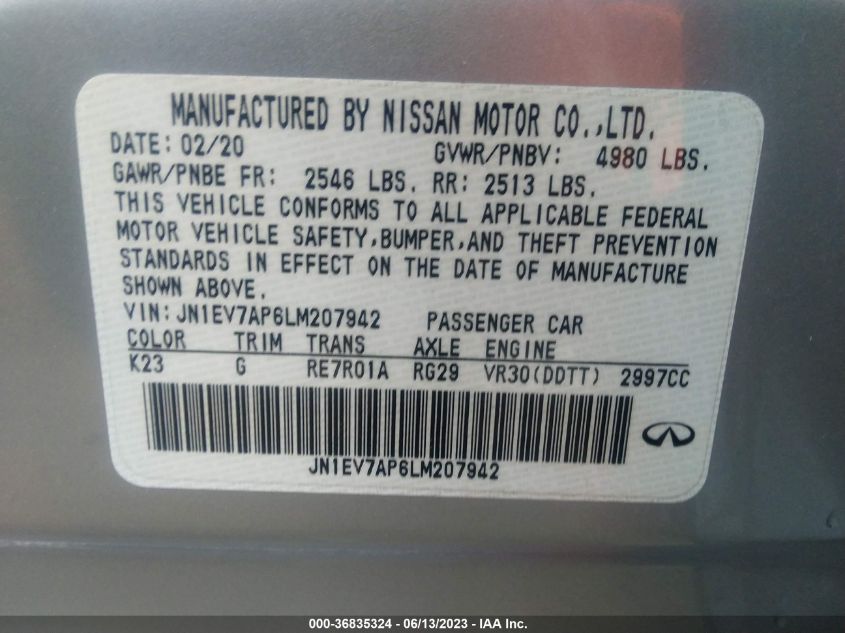 MANUFACTURED BY NISSAN MOTOR CO.,LTD.
DATE: 02/20 GVWR/PNBV: 4980 LBS.
GAWR/PNBE FR: 2546 LBS. RR: 2513 LBS.
THIS VEHICLE CONFORMS TO ALL APPLICABLE FEDERAL
MOTOR VEHICLE SAFETY,BUMPER,AND THEFT PREVENTION
STANDARDS IN EFFECT ON THE DATE OF MANUFACTURE
SHOWN ABOVE.
VIN:JN1EV7AP6LM207942 PASSENGER CAR
COLOR TRIM TRANS AXLE ENGINE
K23 G RE7R01A RG29 VR30(DDTT) 2997CC
JN1EV7AP6LM207942
000-36835324 - 06/13/2023 - IAA Inc.